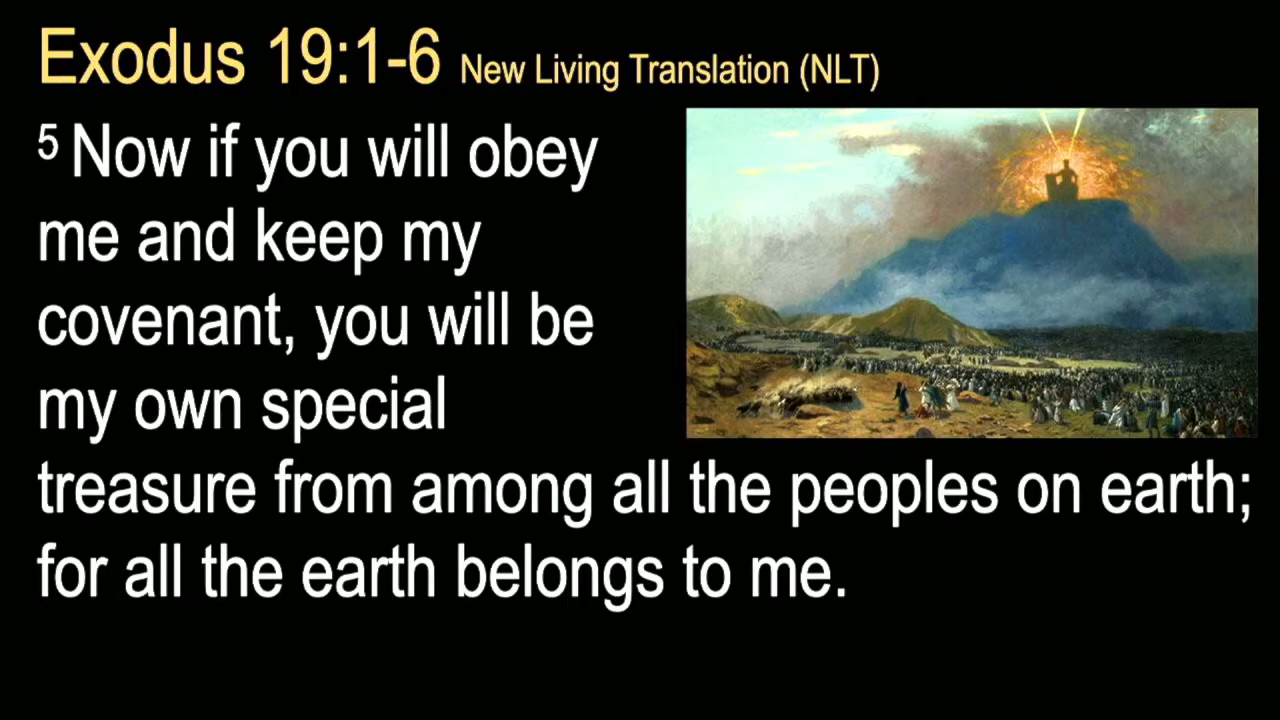 Exodus 19:1-6 New Living Translation (NLT)
5 Now if you will obey
me and keep my
covenant, you will be
my own special
treasure from among all the peoples on earth;
for all the earth belongs to me.